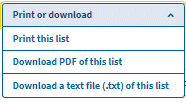 Print or download
Print this list
Download PDF of this list
Download a text file (.txt) of this list